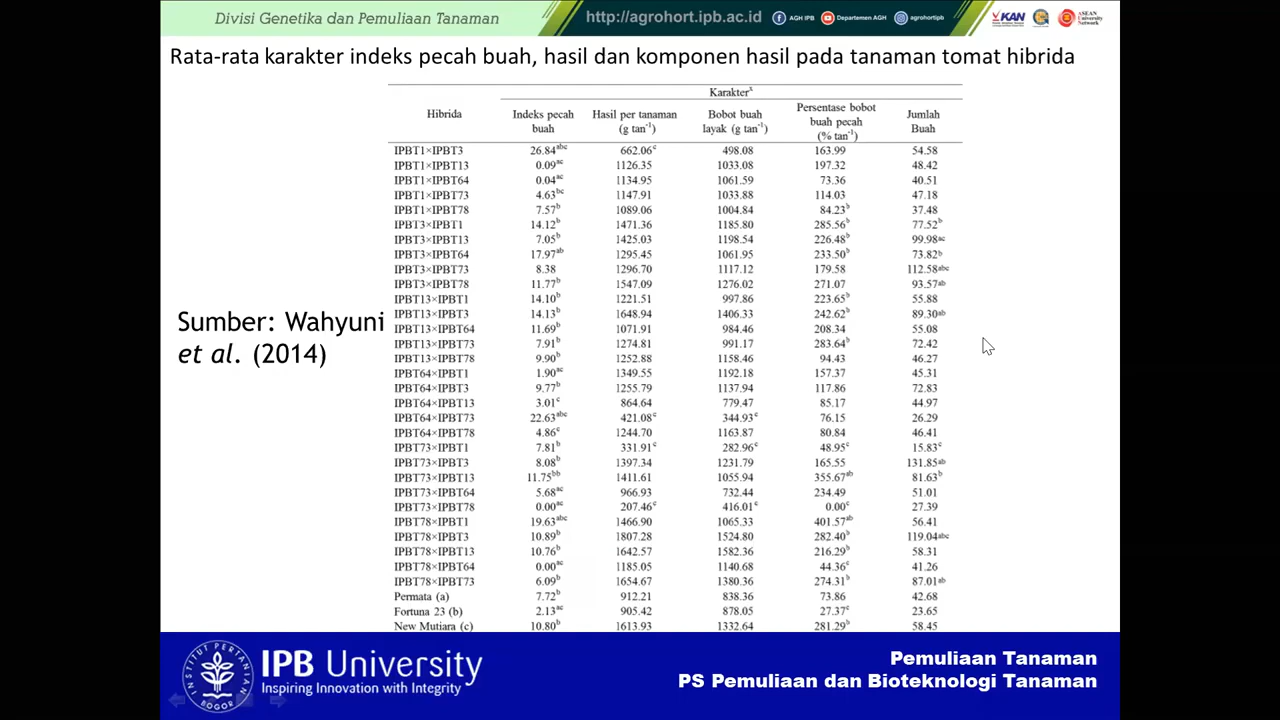 Divisi Genetika dan Pemuliaan Tanaman http://agrohort.ipb.ac.id AGH IPB Departemen AGH agrohortipb KAN ASEAN University Network
Rata-rata karakter indeks pecah buah, hasil dan komponen hasil pada tanaman tomat hibrida
Karakterˣ
Hibrida Indeks pecah buah Hasil per tanaman (g tan⁻¹) Bobot buah layak (g tan⁻¹) Persentase bobot buah pecah (% tan⁻¹) Jumlah Buah
IPBT1×IPBT3 26.84ᵃᵇᶜ 662.06ᶜ 498.08 163.99 54.58
IPBT1×IPBT13 0.09ᵃᶜ 1126.35 1033.08 197.32 48.42
IPBT1×IPBT64 0.04ᵃᶜ 1134.95 1061.59 73.36 40.51
IPBT1×IPBT73 4.63ᵇᶜ 1147.91 1033.88 114.03 47.18
IPBT1×IPBT78 7.57ᵇ 1089.06 1004.84 84.23ᵇ 37.48
IPBT3×IPBT1 14.12ᵇ 1471.36 1185.80 285.56ᵇ 77.52ᵇ
IPBT3×IPBT13 7.05ᵇ 1425.03 1198.54 226.48ᵇ 99.98ᵃᶜ
IPBT3×IPBT64 17.97ᵃᵇ 1295.45 1061.95 233.50ᵇ 73.82ᵇ
IPBT3×IPBT73 8.38 1296.70 1117.12 179.58 112.58ᵃᵇᶜ
IPBT3×IPBT78 11.77ᵇ 1547.09 1276.02 271.07 93.57ᵃᵇ
IPBT13×IPBT1 14.10ᵇ 1221.51 997.86 223.65ᵇ 55.88
IPBT13×IPBT3 14.13ᵇ 1648.94 1406.33 242.62ᵇ 89.30ᵃᵇ
IPBT13×IPBT64 11.69ᵇ 1071.91 984.46 208.34 55.08
IPBT13×IPBT73 7.91ᵇ 1274.81 991.17 283.64ᵇ 72.42
IPBT13×IPBT78 9.90ᵇ 1252.88 1158.46 94.43 46.27
IPBT64×IPBT1 1.90ᵃᶜ 1349.55 1192.18 157.37 45.31
IPBT64×IPBT3 9.77ᵇ 1255.79 1137.94 117.86 72.83
IPBT64×IPBT13 3.01ᶜ 864.64 779.47 85.17 44.97
IPBT64×IPBT73 22.63ᵃᵇᶜ 421.08ᶜ 344.93ᶜ 76.15 26.29
IPBT64×IPBT78 4.86ᶜ 1244.70 1163.87 80.84 46.41
IPBT73×IPBT1 7.81ᵇ 331.91ᶜ 282.96ᶜ 48.95ᶜ 15.83ᶜ
IPBT73×IPBT3 8.08ᵇ 1397.34 1231.79 165.55 131.85ᵃᵇ
IPBT73×IPBT13 11.75ᵇᵇ 1411.61 1055.94 355.67ᵃᵇ 81.63ᵇ
IPBT73×IPBT64 5.68ᵃᶜ 966.93 732.44 234.49 51.01
IPBT73×IPBT78 0.00ᵃᶜ 207.46ᶜ 416.01ᶜ 0.00ᶜ 27.39
IPBT78×IPBT1 19.63ᵃᵇᶜ 1466.90 1065.33 401.57ᵃᵇ 56.41
IPBT78×IPBT3 10.89ᵇ 1807.28 1524.80 282.40ᵇ 119.04ᵃᵇᶜ
IPBT78×IPBT13 10.76ᵇ 1642.57 1582.36 216.29ᵇ 58.31
IPBT78×IPBT64 0.00ᵃᶜ 1185.05 1140.68 44.36ᶜ 41.26
IPBT78×IPBT73 6.09ᵇ 1654.67 1380.36 274.31ᵇ 87.01ᵃᵇ
Permata (a) 7.72ᵇ 912.21 838.36 73.86 42.68
Fortuna 23 (b) 2.13ᵃᶜ 905.42 878.05 27.37ᶜ 23.65
New Mutiara (c) 10.80ᵇ 1613.93 1332.64 281.29ᵇ 58.45
Sumber: Wahyuni
et al. (2014)
INSTITUT PERTANIAN BOGOR
IPB University
Inspiring Innovation with Integrity
Pemuliaan Tanaman
PS Pemuliaan dan Bioteknologi Tanaman